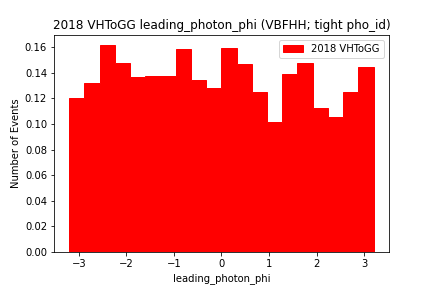 2018 VHToGG leading_photon_phi (VBFHH; tight pho_id)
2018 VHToGG
Number of Events
0.16
0.14
0.12
0.10
0.08
0.06
0.04
0.02
0.00
−3 −2 −1 0 1 2 3
leading_photon_phi